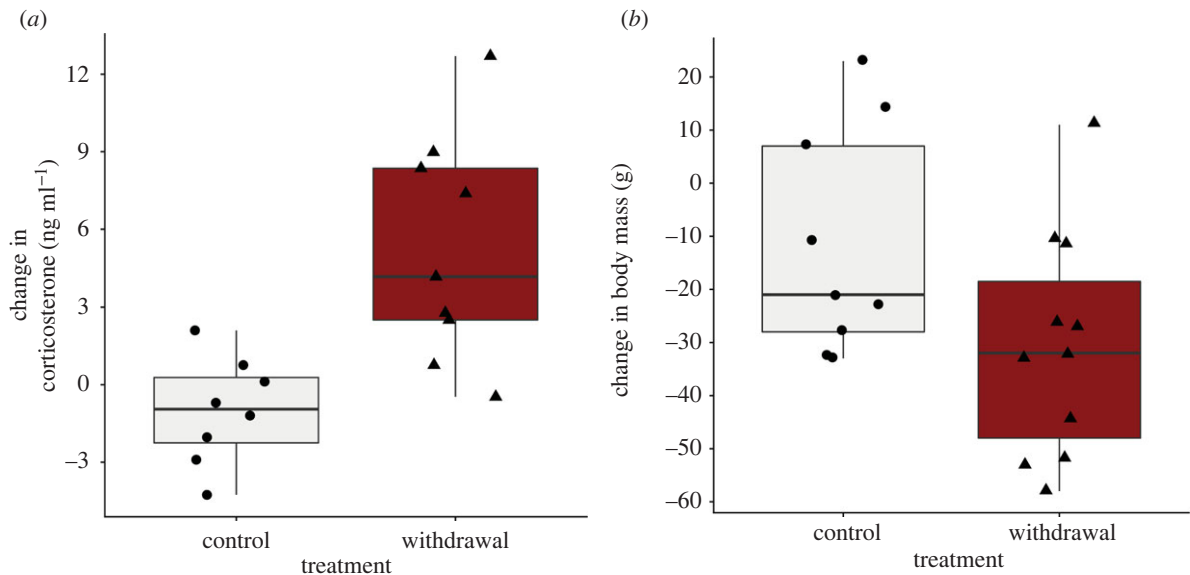 (a)
change in
corticosterone (ng ml⁻¹)
12
9
6
3
0
–3
control
withdrawal
treatment
(b)
change in body mass (g)
20
10
0
–10
–20
–30
–40
–50
–60
control
withdrawal
treatment